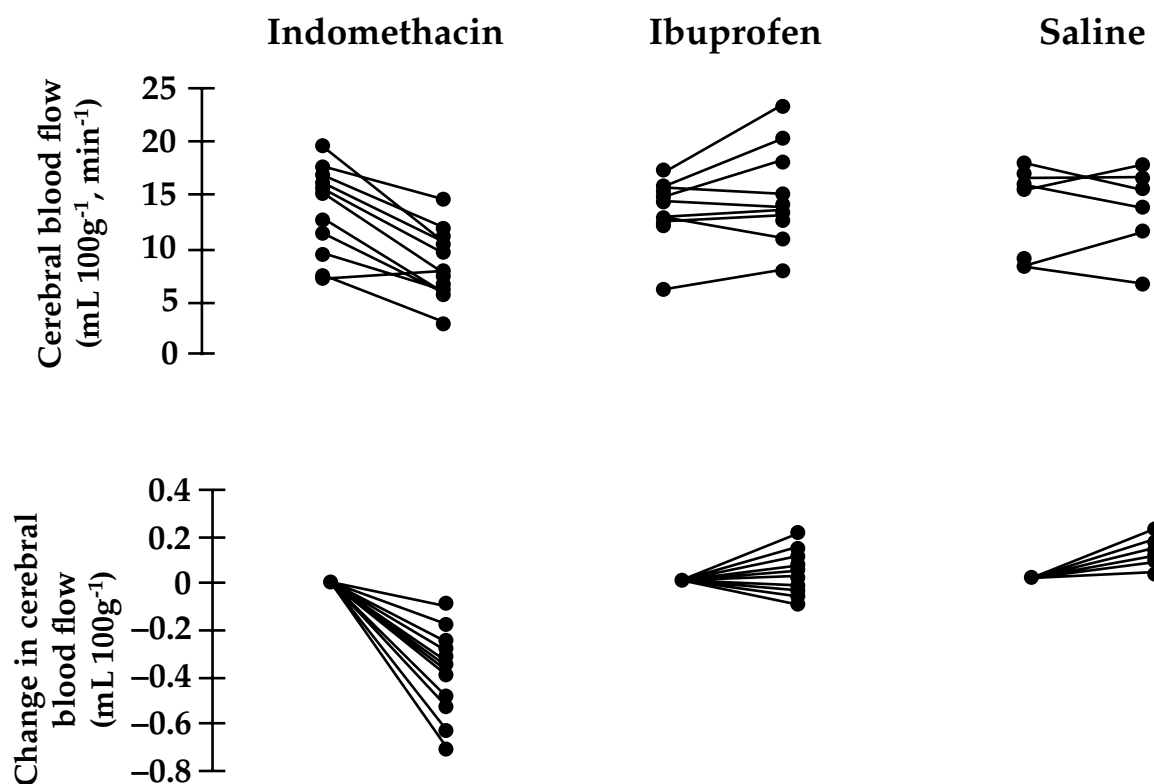 Indomethacin Ibuprofen Saline
Cerebral blood flow
(mL 100g⁻¹, min⁻¹)
25
20
15
10
5
0
Change in cerebral
blood flow
(mL 100g⁻¹)
0.4
0.2
0
−0.2
−0.4
−0.6
−0.8